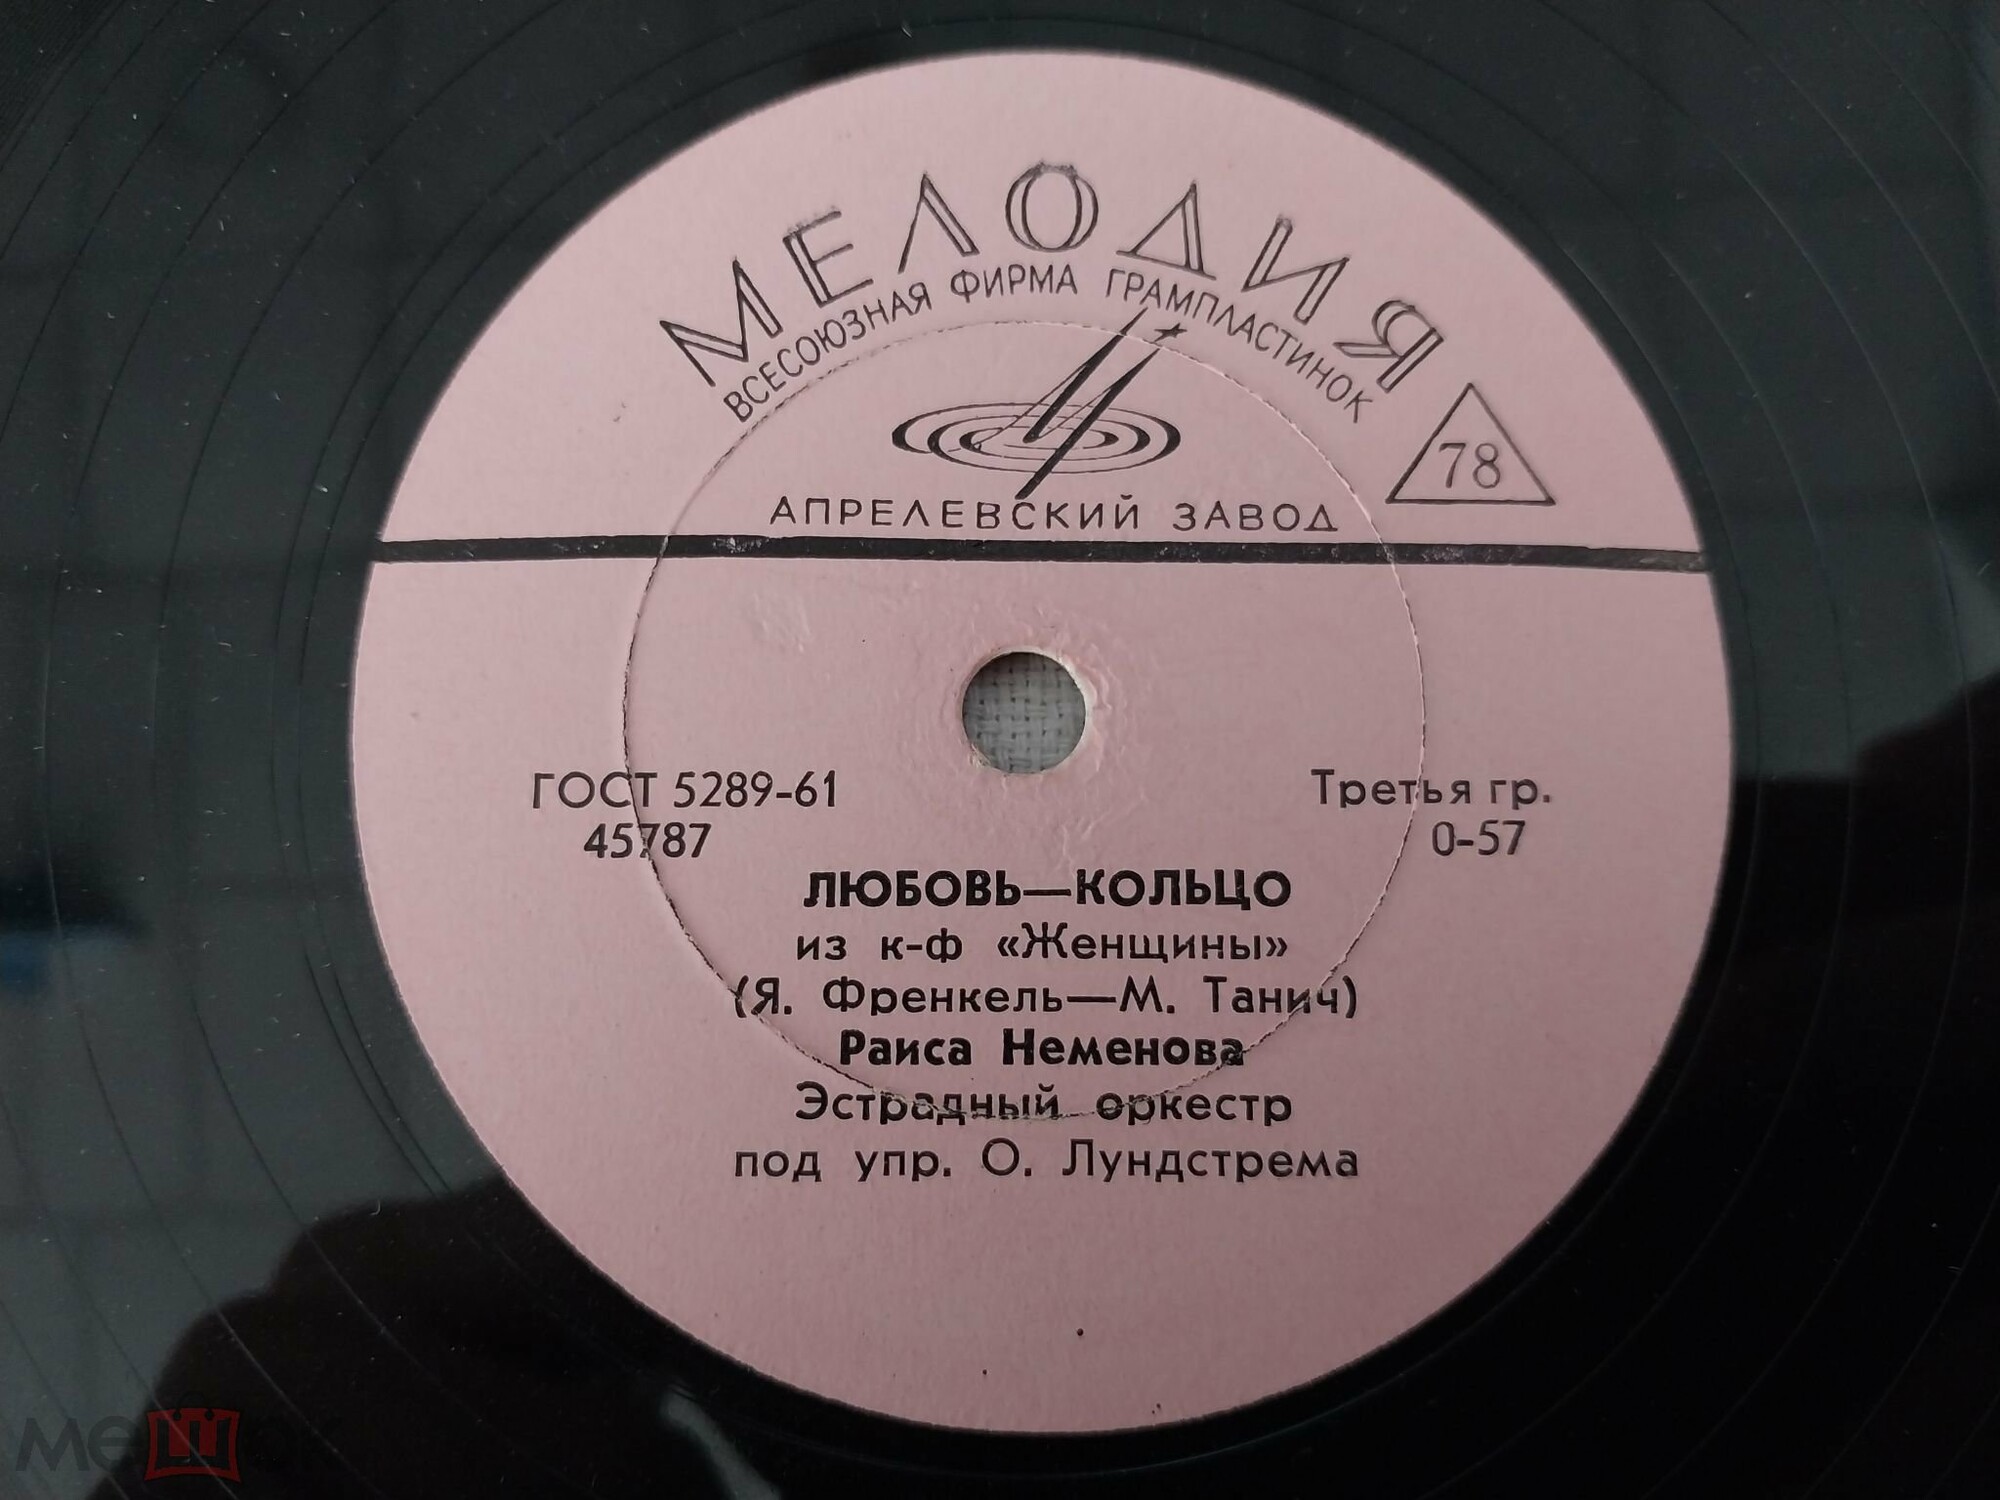 МЕЛОДИЯ
ВСЕСОЮЗНАЯ ФИРМА ГРАМПЛАСТИНОК
78
АПРЕЛЕВСКИЙ ЗАВОД
ГОСТ 5289-61
45787
Третья гр.
0-57
ЛЮБОВЬ—КОЛЬЦО
из к-ф «Женщины»
(Я. Френкель—М. Танич)
Раиса Неменова
Эстрадный оркестр
под упр. О. Лундстрема
мешок